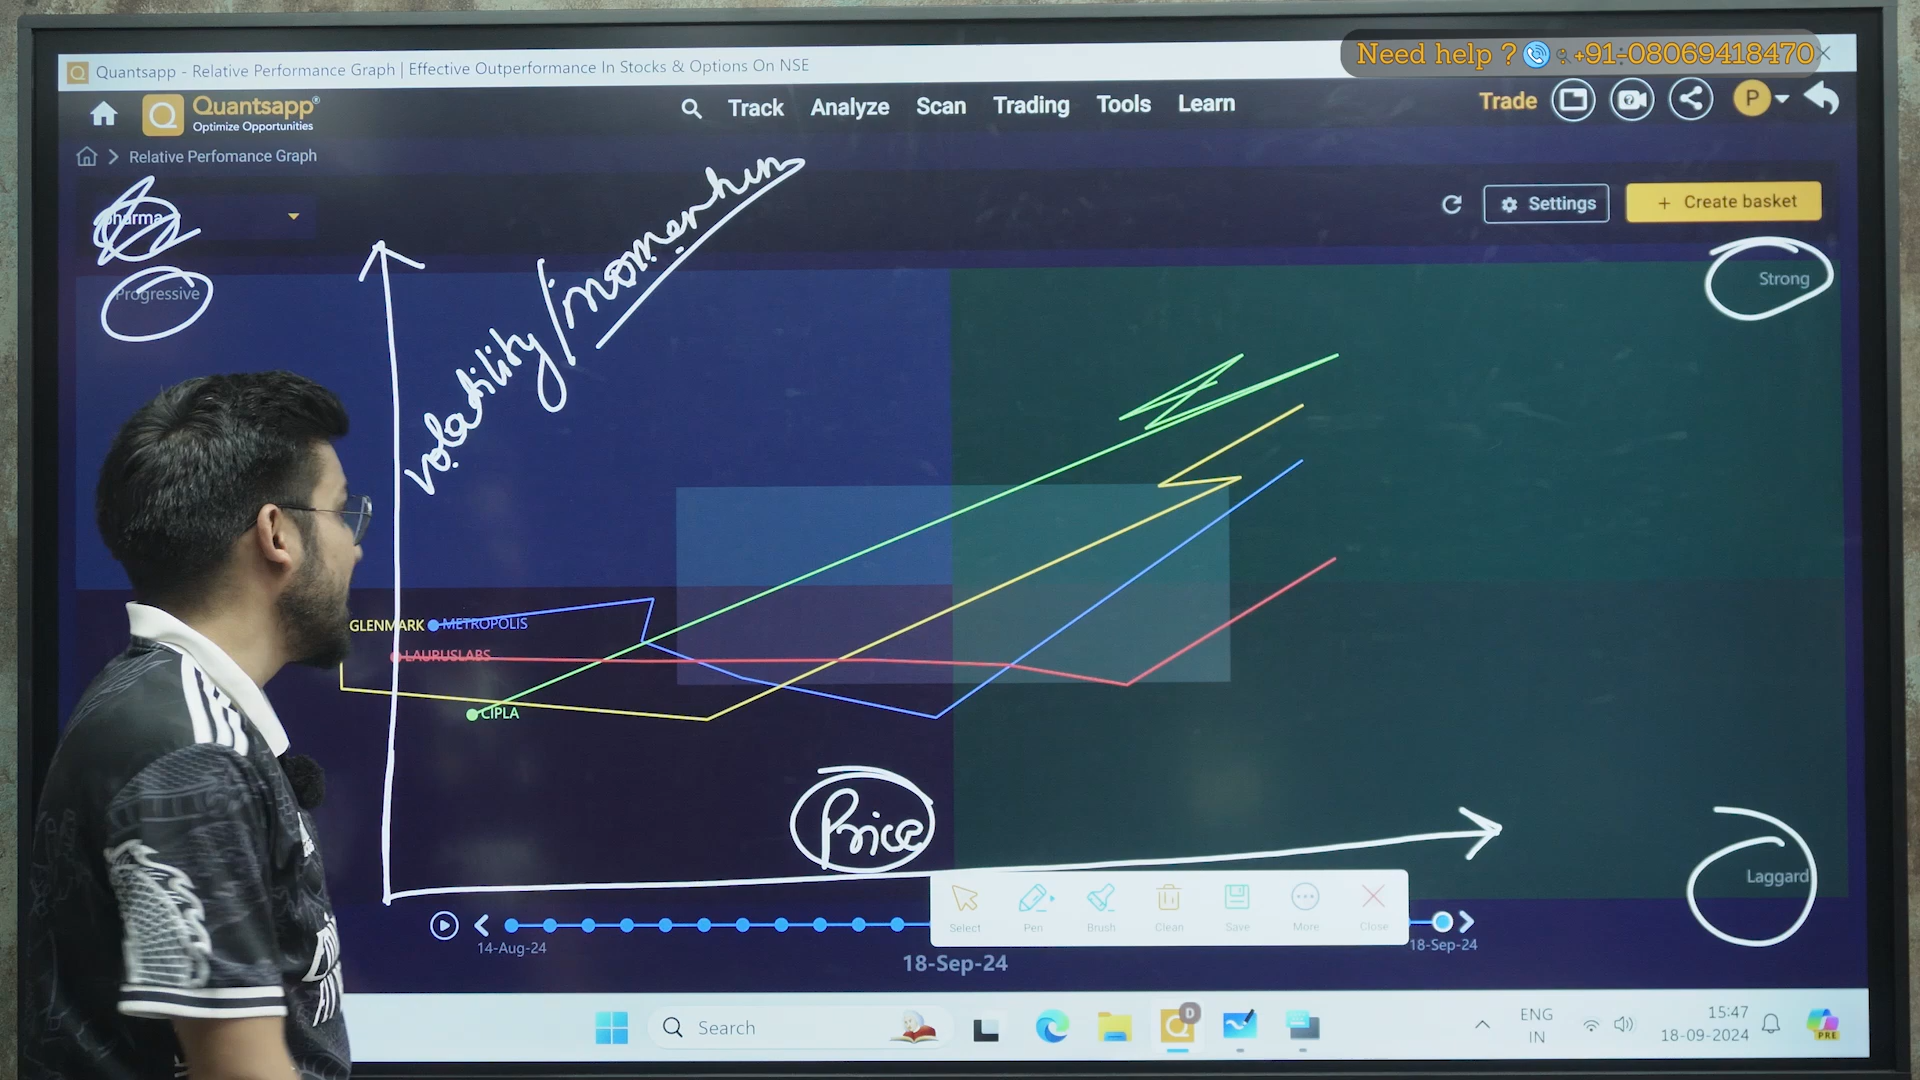 Need help ? +91-08069418470
Quantsapp - Relative Performance Graph | Effective Outperformance In Stocks & Options On NSE
Quantsapp®
Optimize Opportunities
Track Analyze Scan Trading Tools Learn
Trade
P
Relative Perfomance Graph
pharma
Settings
+ Create basket
Progressive
Strong
volatility/momentum
GLENMARK
METROPOLIS
LAURUSLABS
CIPLA
Price
Laggard
Select Pen Brush Clean Save More Close
14-Aug-24
18-Sep-24
18-Sep-24
Search
D
ENG
IN
15:47
18-09-2024
PRE